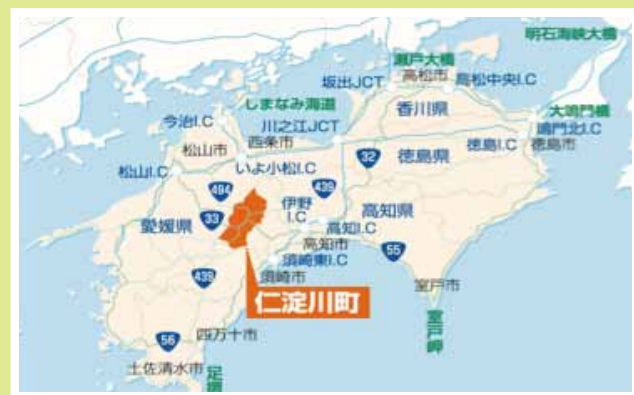 明石海峡大橋
瀬戸大橋
高松市
坂出JCT
高松中央I.C
しまなみ海道
香川県
大鳴門橋
今治I.C
川之江JCT
鳴門北I.C
松山市
西条市
32
徳島県
徳島I.C
徳島市
松山I.C
いよ小松I.C
494
439
伊野
I.C
高知県
愛媛県
33
高知I.C
高知市
55
須崎東I.C
439
須崎市
室戸市
仁淀川町
四万十市
室戸岬
56
土佐清水市
足摺